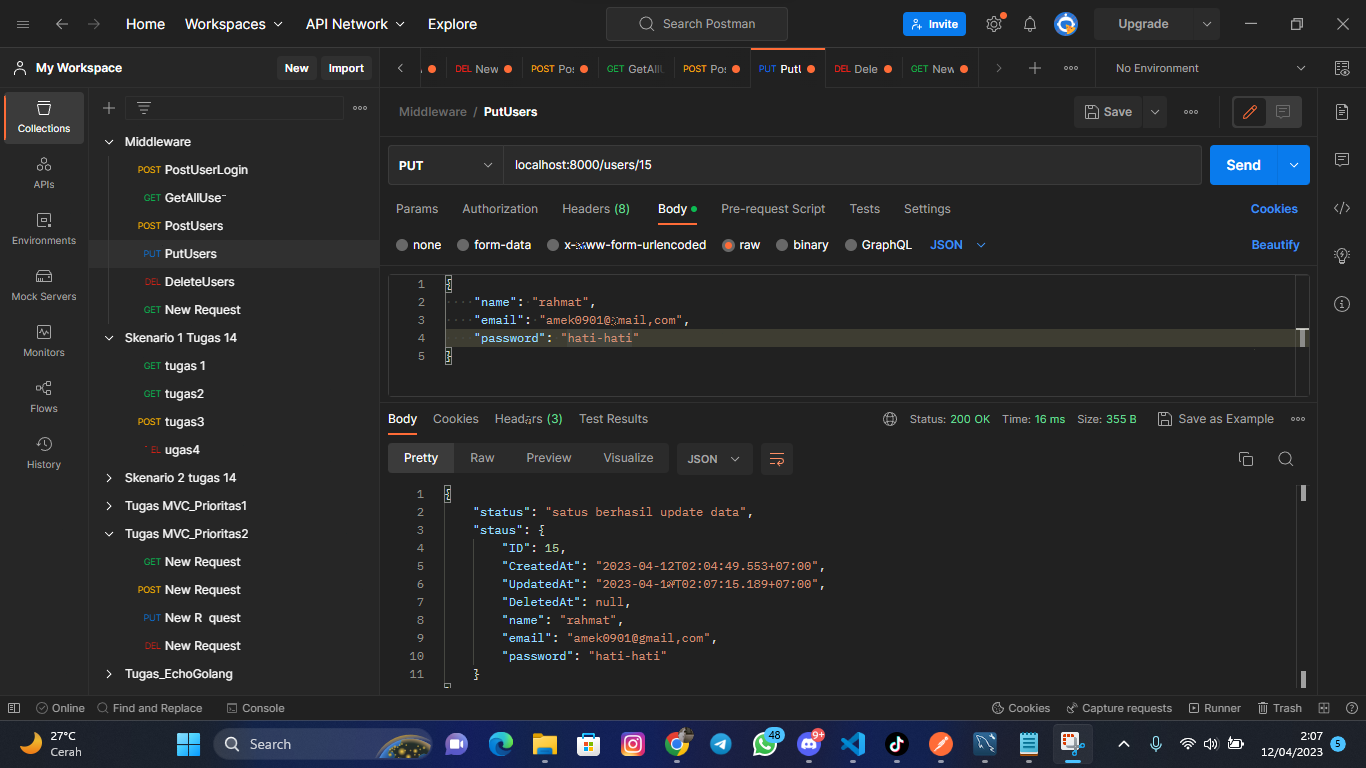 Home Workspaces API Network Explore Search Postman Invite Upgrade
My Workspace New Import
DEL New POST Po: GET GetAllU POST Po: PUT PutU DEL Dele GET New No Environment
Middleware / PutUsers Save
PUT localhost:8000/users/15 Send
Params Authorization Headers (8) Body Pre-request Script Tests Settings Cookies
none form-data x-www-form-urlencoded raw binary GraphQL JSON Beautify
1 {
2 "name": "rahmat",
3 "email": "amek0901@gmail,com",
4 "password": "hati-hati"
5 }
Body Cookies Headers (3) Test Results Status: 200 OK Time: 16 ms Size: 355 B Save as Example
Pretty Raw Preview Visualize JSON
1 {
2 "status": "satus berhasil update data",
3 "staus": {
4 "ID": 15,
5 "CreatedAt": "2023-04-12T02:04:49.553+07:00",
6 "UpdatedAt": "2023-04-12T02:07:15.189+07:00",
7 "DeletedAt": null,
8 "name": "rahmat",
9 "email": "amek0901@gmail,com",
10 "password": "hati-hati"
11 }
Collections
APIs
Environments
Mock Servers
Monitors
Flows
History
Middleware
POST PostUserLogin
GET GetAllUse
POST PostUsers
PUT PutUsers
DEL DeleteUsers
GET New Request
Skenario 1 Tugas 14
GET tugas 1
GET tugas2
POST tugas3
EL ugas4
Skenario 2 tugas 14
Tugas MVC_Prioritas1
Tugas MVC_Prioritas2
GET New Request
POST New Request
PUT New R quest
DEL New Request
Tugas_EchoGolang
Online Find and Replace Console Cookies Capture requests Runner Trash
27°C
Cerah
Search
48
9+
2:07
12/04/2023
5